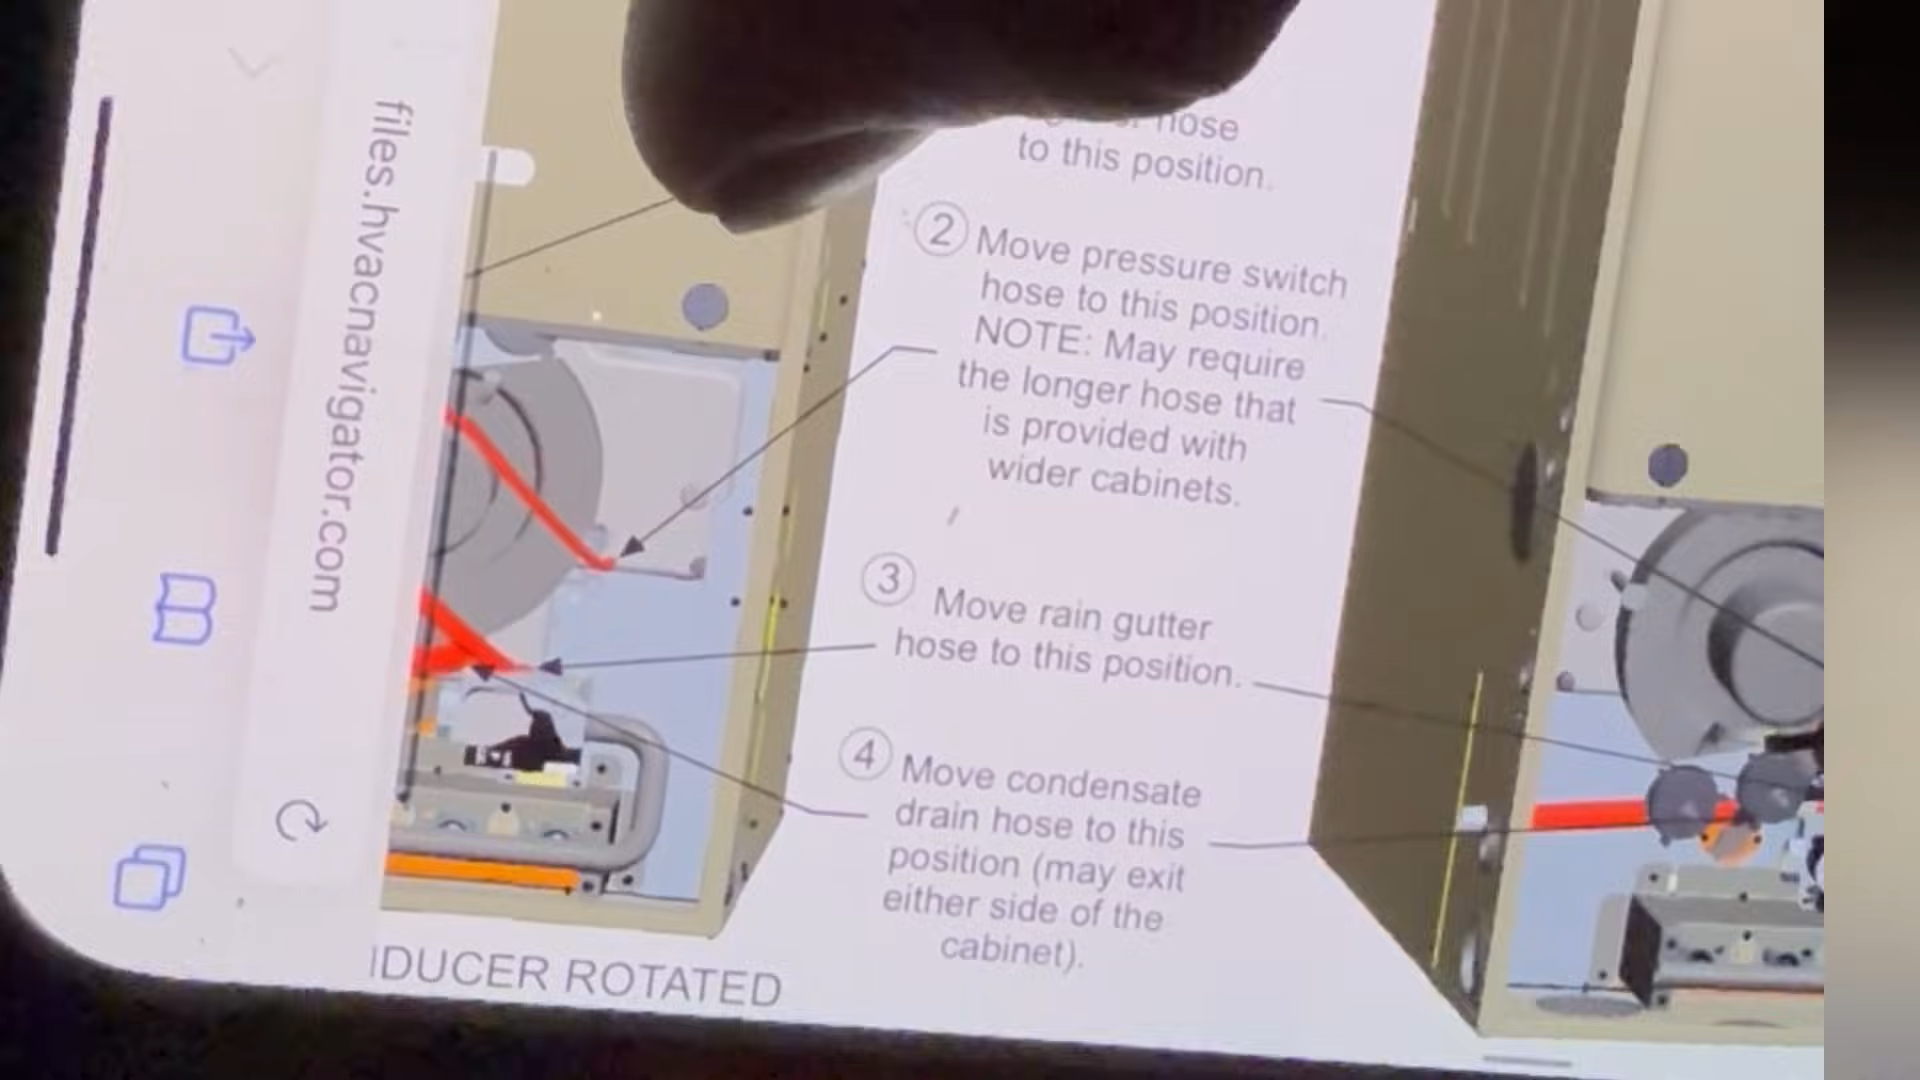 files.hvacnavigator.com
hose
to this position.
2 Move pressure switch
hose to this position.
NOTE: May require
the longer hose that
is provided with
wider cabinets.
3 Move rain gutter
hose to this position.
4 Move condensate
drain hose to this
position (may exit
either side of the
cabinet).
DUCER ROTATED